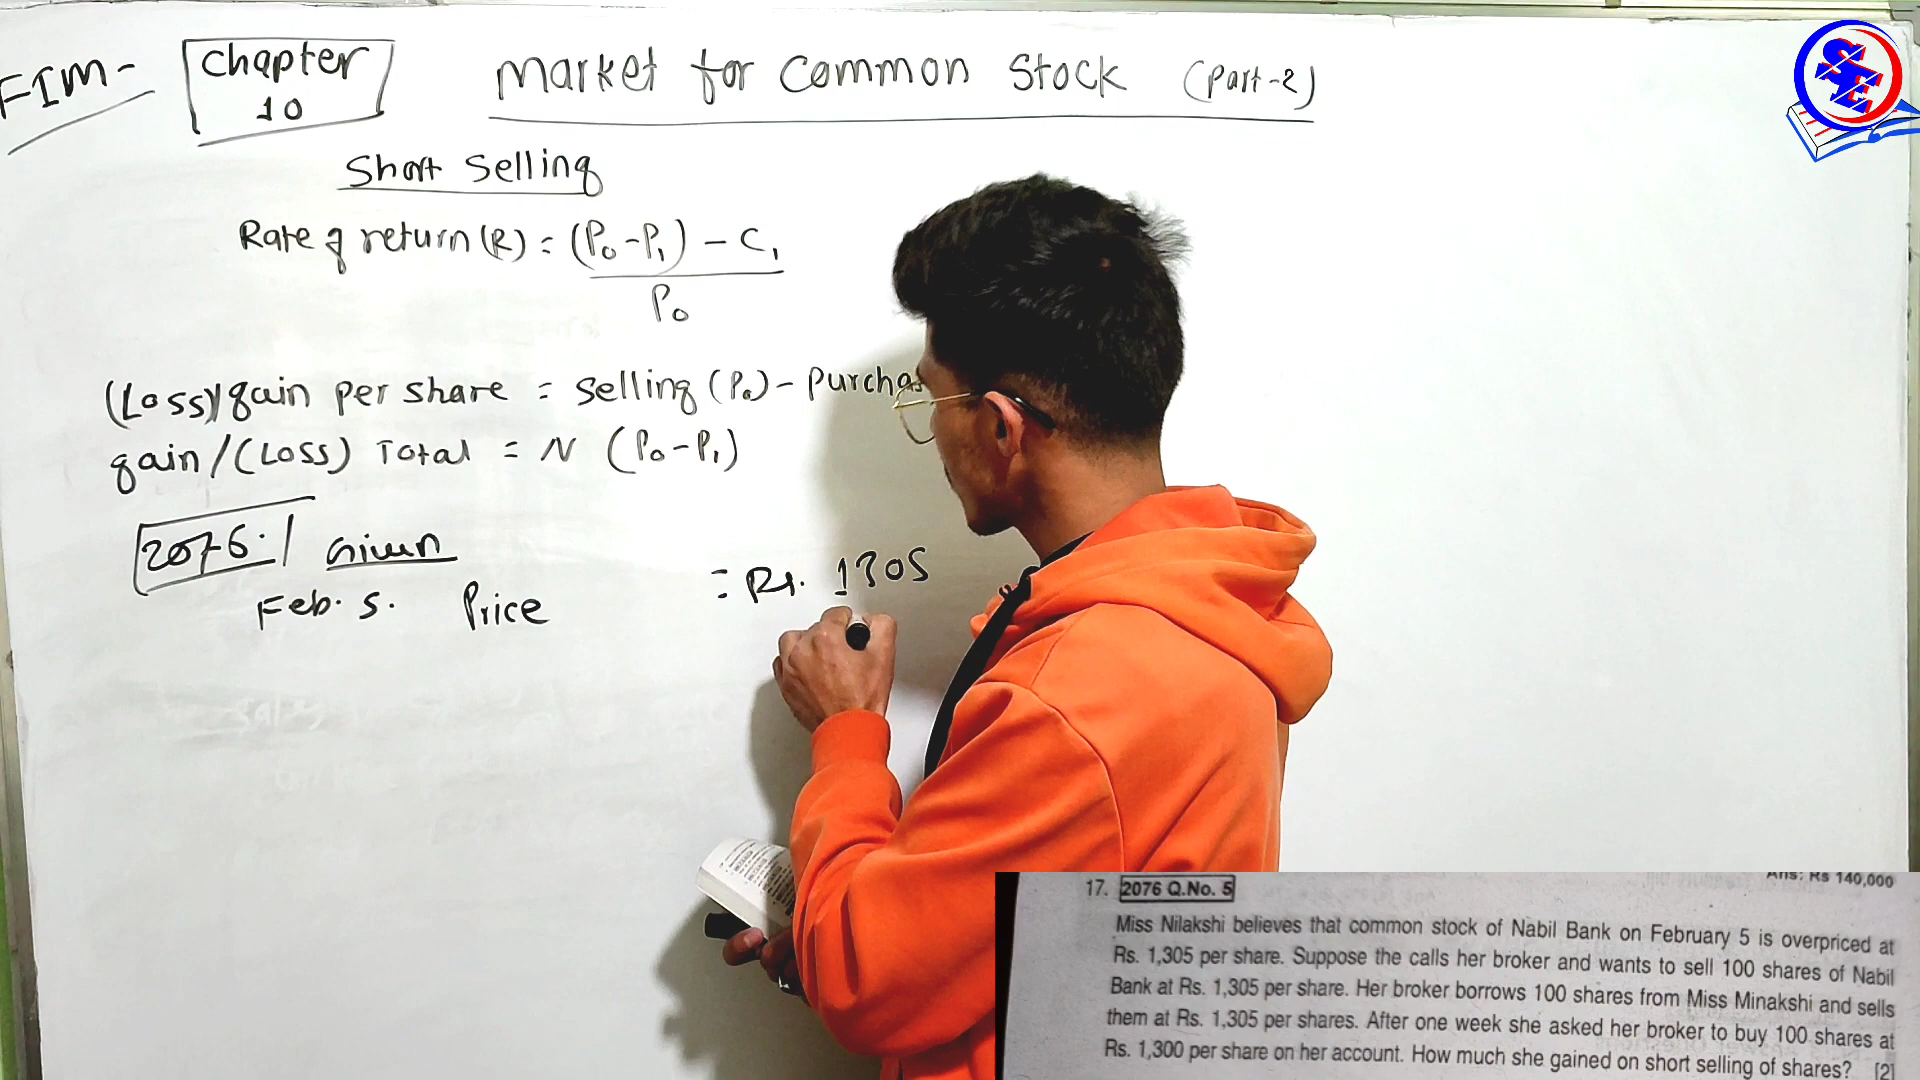 FIM- Chapter 10 Market for Common Stock (Part-2)
Short Selling
Rate of return (R) = (P₀-P₁) - C₁
P₀
(Loss)/gain per share = Selling (P₀) - Purchas
gain/(Loss) Total = N (P₀-P₁)
2076. Given
Feb. 5. Price = Rs. 1305
Ans: Rs 140,000
17. 2076 Q.No. 5
Miss Nilakshi believes that common stock of Nabil Bank on February 5 is overpriced at
Rs. 1,305 per share. Suppose the calls her broker and wants to sell 100 shares of Nabil
Bank at Rs. 1,305 per share. Her broker borrows 100 shares from Miss Minakshi and sells
them at Rs. 1,305 per shares. After one week she asked her broker to buy 100 shares at
Rs. 1,300 per share on her account. How much she gained on short selling of shares? [2]